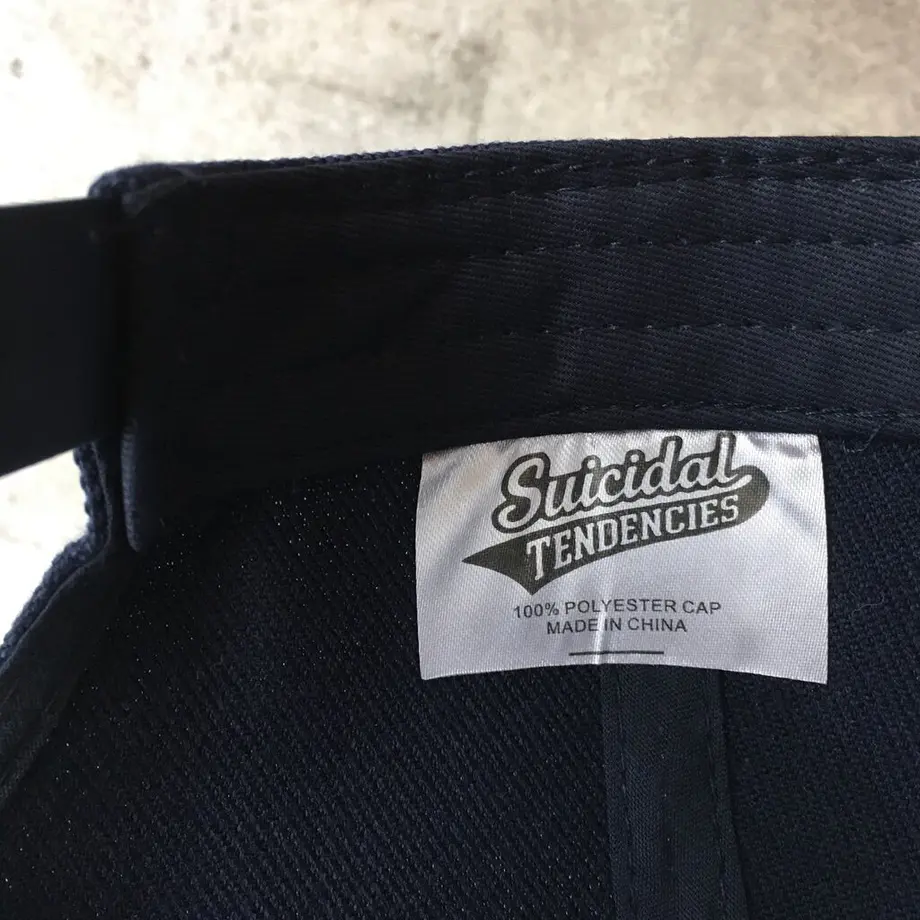 Suicidal
TENDENCIES
100% POLYESTER CAP
MADE IN CHINA